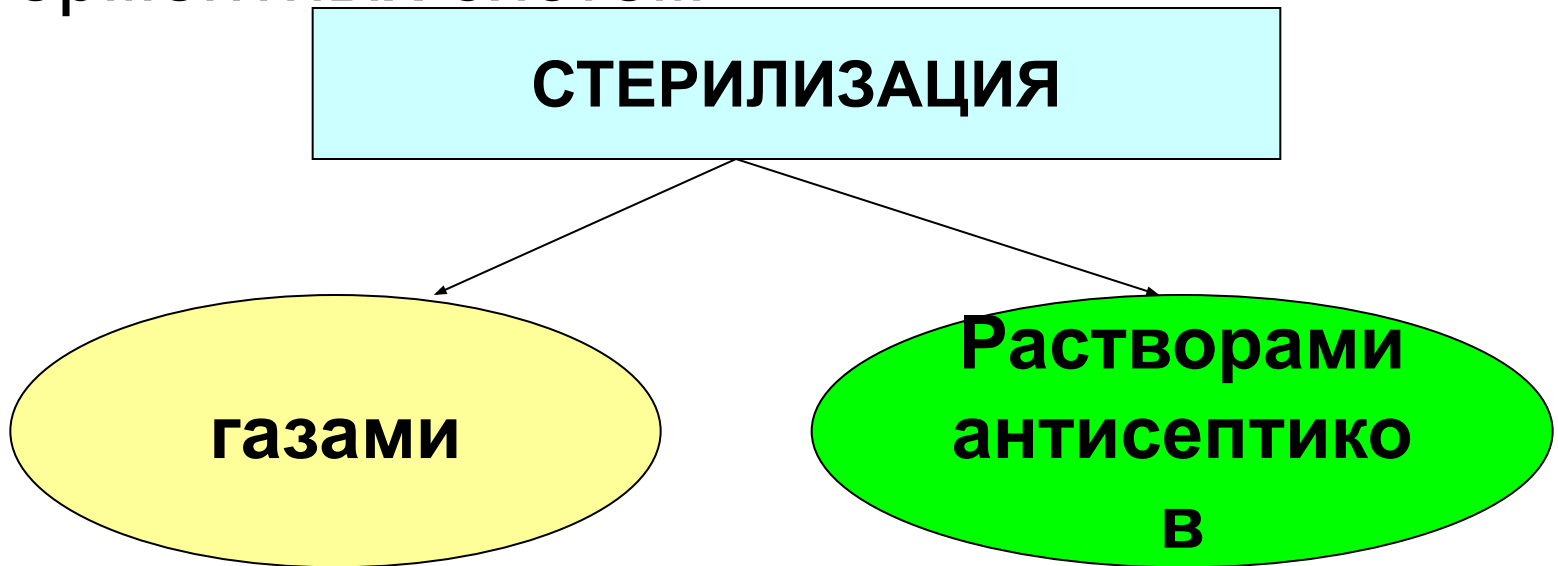 СТЕРИЛИЗАЦИЯ
газами
Растворами
антисептико
в